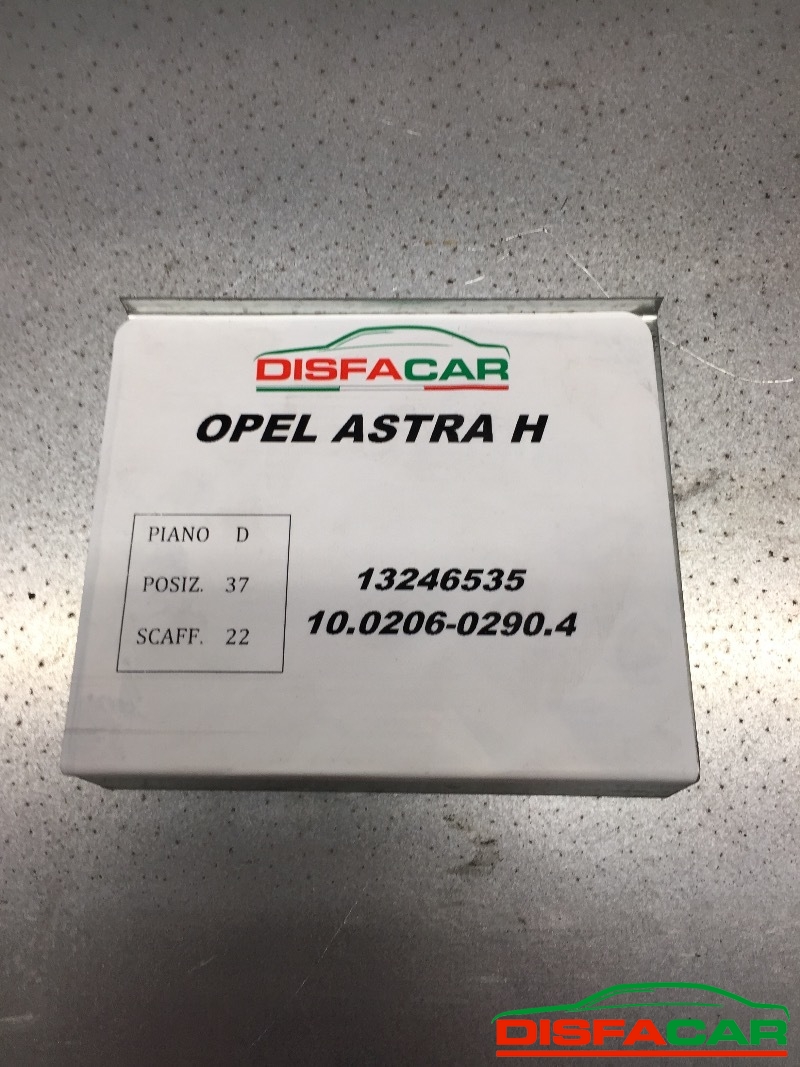 DISFACAR
OPEL ASTRA H
PIANO D
POSIZ. 37
SCAFF. 22
13246535
10.0206-0290.4
DISFACAR